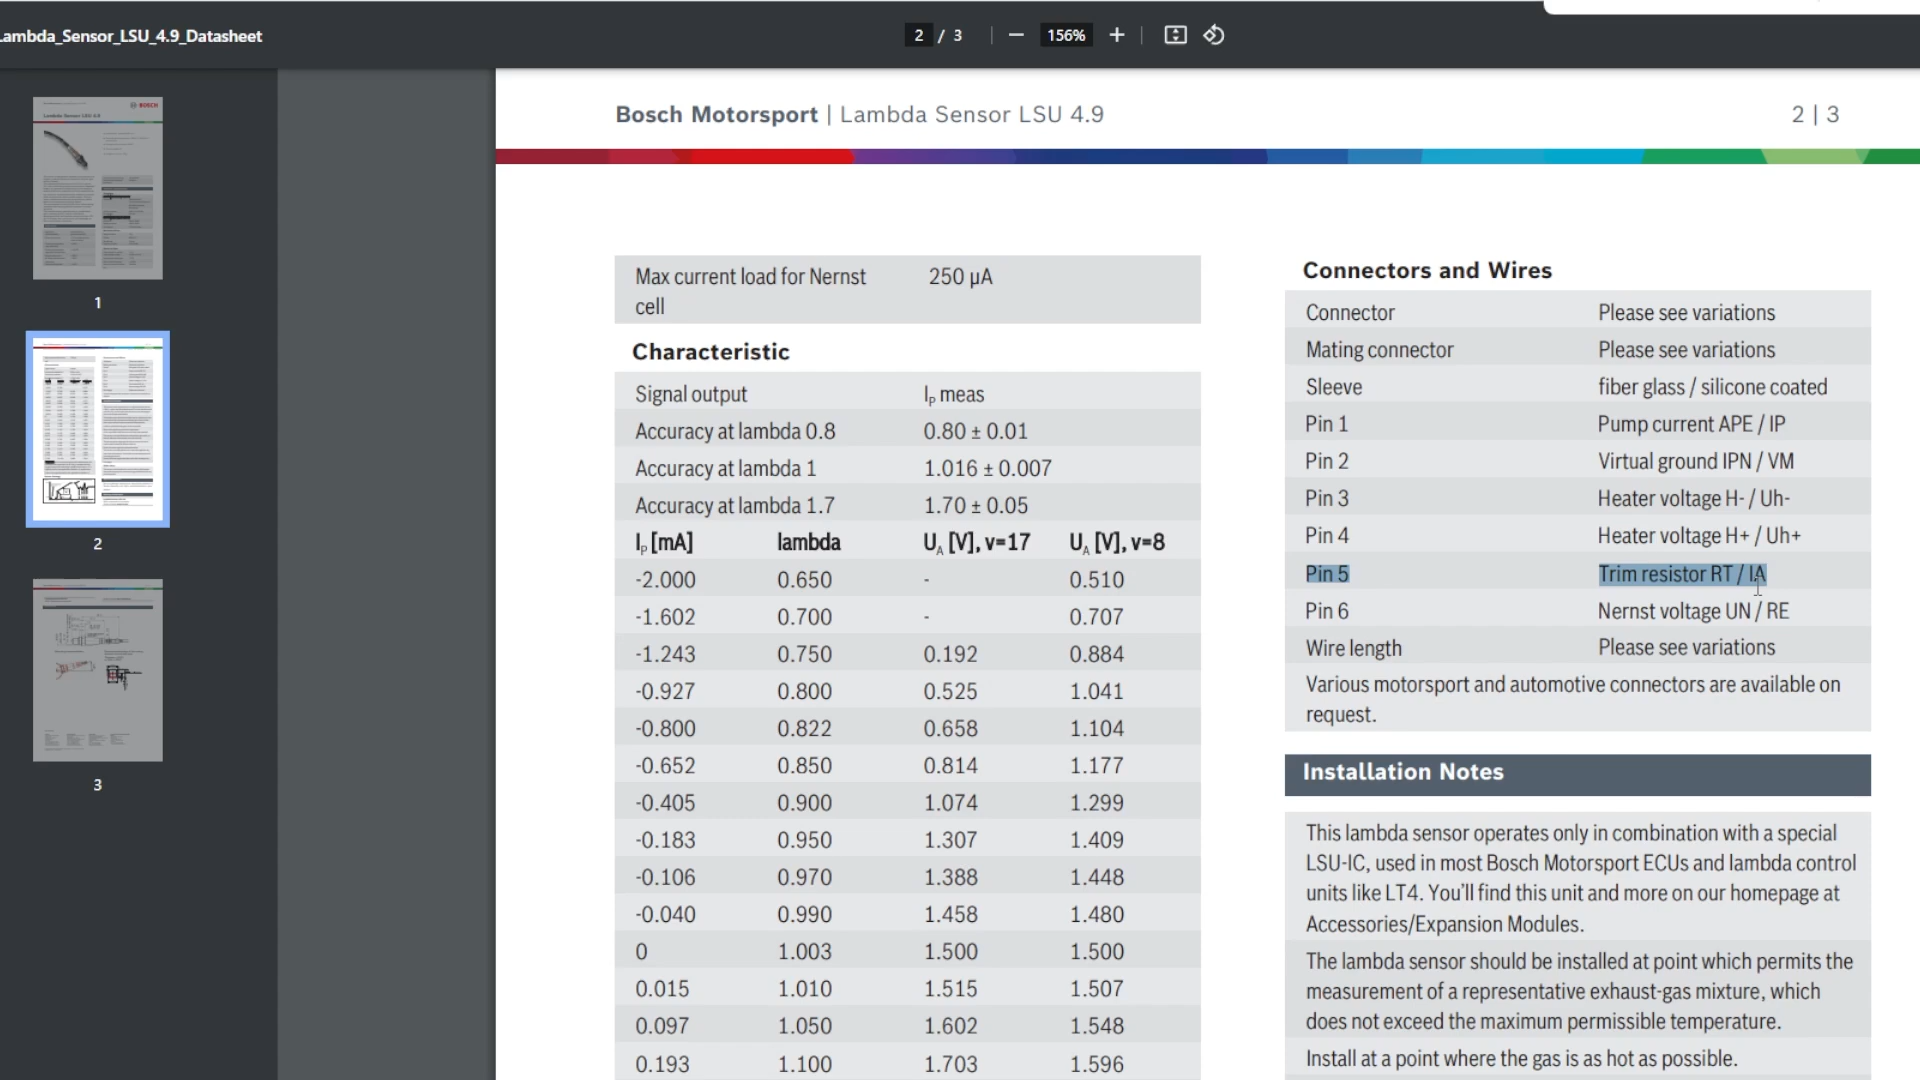 Lambda_Sensor_LSU_4.9_Datasheet
2 / 3
156%
1
2
3
Bosch Motorsport | Lambda Sensor LSU 4.9
2 | 3
Max current load for Nernst cell 250 µA
Characteristic
Signal output Ip meas
Accuracy at lambda 0.8 0.80 ± 0.01
Accuracy at lambda 1 1.016 ± 0.007
Accuracy at lambda 1.7 1.70 ± 0.05
Ip [mA] lambda UA [V], v=17 UA [V], v=8
-2.000 0.650 - 0.510
-1.602 0.700 - 0.707
-1.243 0.750 0.192 0.884
-0.927 0.800 0.525 1.041
-0.800 0.822 0.658 1.104
-0.652 0.850 0.814 1.177
-0.405 0.900 1.074 1.299
-0.183 0.950 1.307 1.409
-0.106 0.970 1.388 1.448
-0.040 0.990 1.458 1.480
0 1.003 1.500 1.500
0.015 1.010 1.515 1.507
0.097 1.050 1.602 1.548
0.193 1.100 1.703 1.596
Connectors and Wires
Connector Please see variations
Mating connector Please see variations
Sleeve fiber glass / silicone coated
Pin 1 Pump current APE / IP
Pin 2 Virtual ground IPN / VM
Pin 3 Heater voltage H- / Uh-
Pin 4 Heater voltage H+ / Uh+
Pin 5 Trim resistor RT / IA
Pin 6 Nernst voltage UN / RE
Wire length Please see variations
Various motorsport and automotive connectors are available on
request.
Installation Notes
This lambda sensor operates only in combination with a special
LSU-IC, used in most Bosch Motorsport ECUs and lambda control
units like LT4. You'll find this unit and more on our homepage at
Accessories/Expansion Modules.
The lambda sensor should be installed at point which permits the
measurement of a representative exhaust-gas mixture, which
does not exceed the maximum permissible temperature.
Install at a point where the gas is as hot as possible.